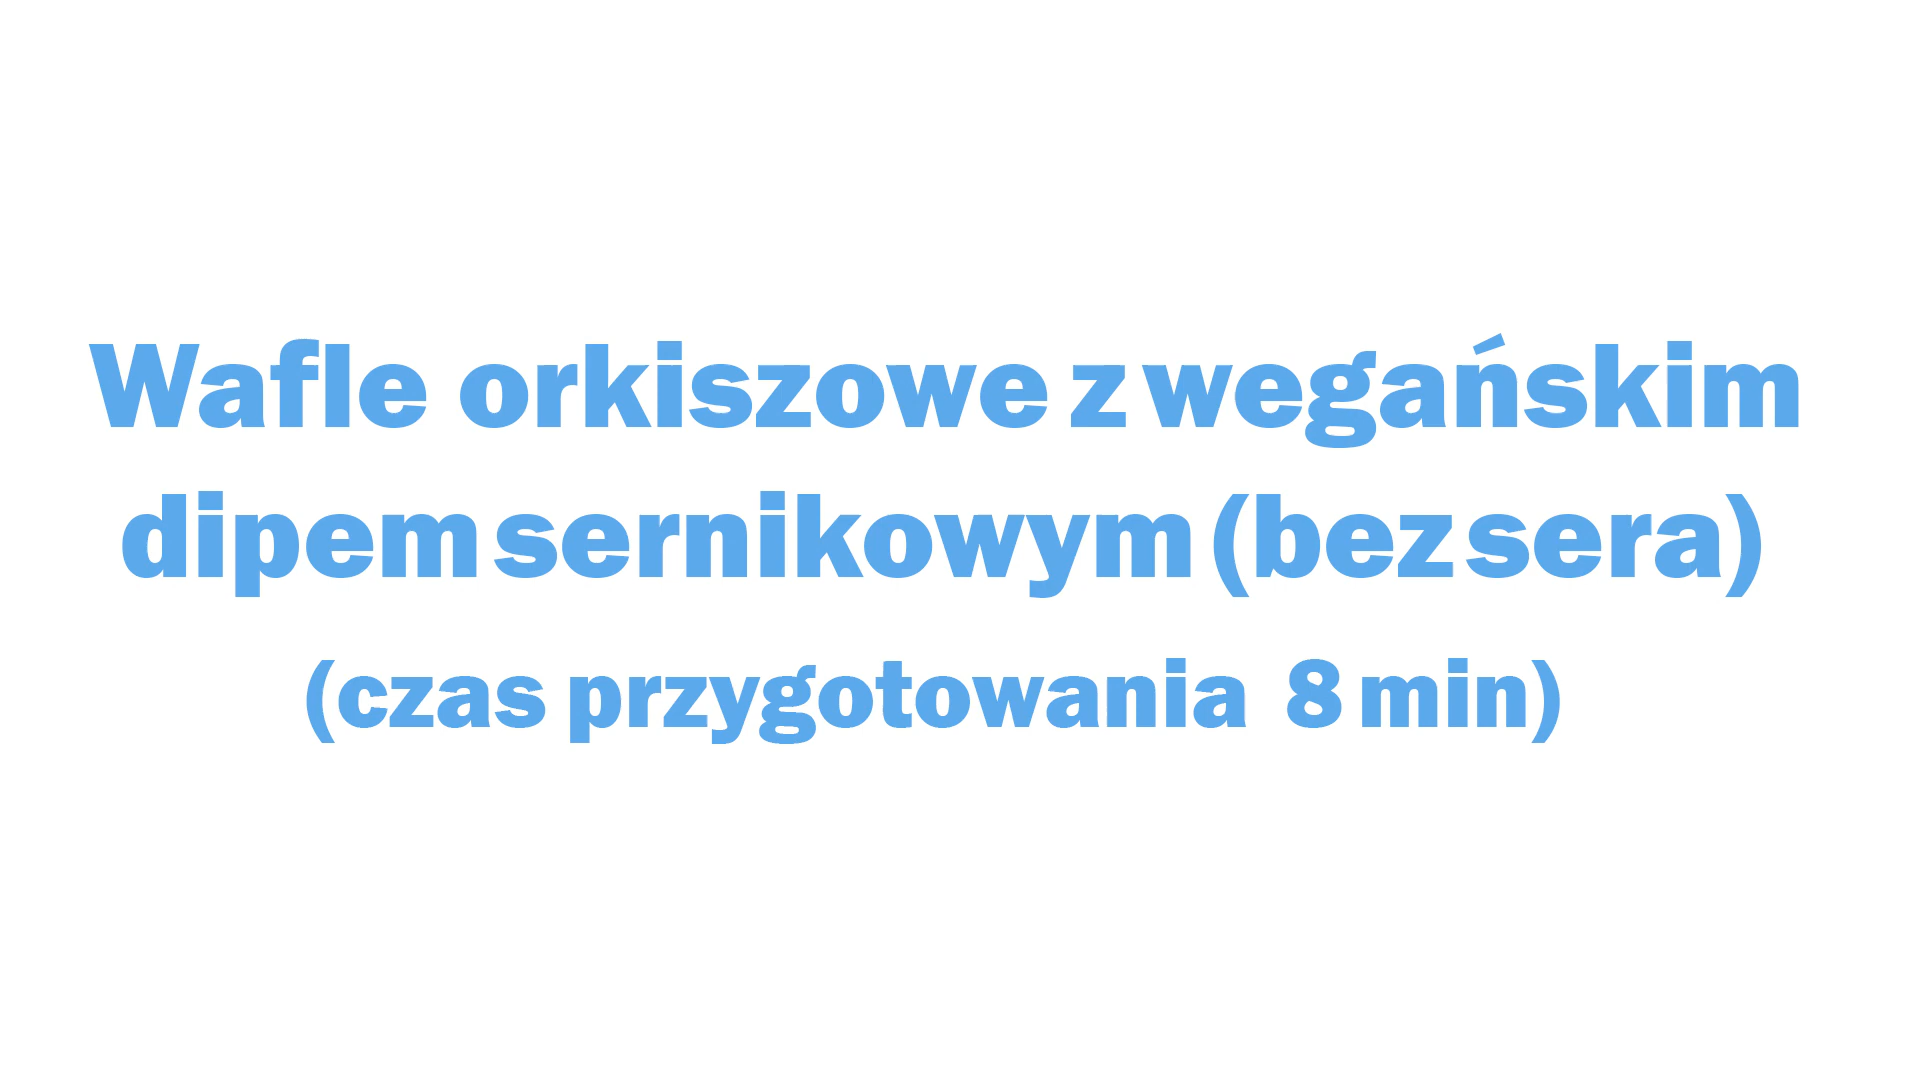 Wafle orkiszowe z wegańskim
dipem sernikowym (bez sera)
(czas przygotowania 8 min)